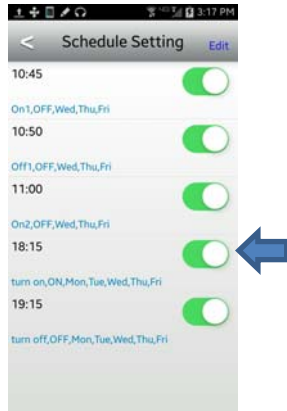 3:17 PM
< Schedule Setting Edit
10:45
On1,OFF,Wed,Thu,Fri
10:50
Off1,OFF,Wed,Thu,Fri
11:00
On2,OFF,Wed,Thu,Fri
18:15
turn on,ON,Mon,Tue,Wed,Thu,Fri
19:15
turn off,OFF,Mon,Tue,Wed,Thu,Fri